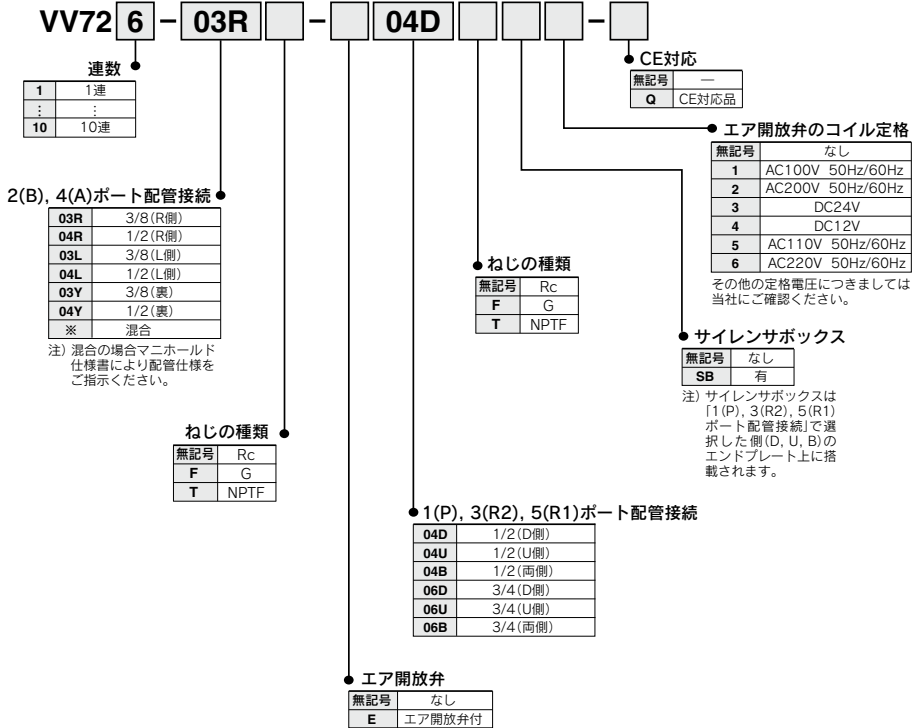 VV72 6 - 03R - 04D -
連数
1 1連
⋮ ⋮
10 10連
CE対応
無記号 —
Q CE対応品
エア開放弁のコイル定格
無記号 なし
1 AC100V 50Hz/60Hz
2 AC200V 50Hz/60Hz
3 DC24V
4 DC12V
5 AC110V 50Hz/60Hz
6 AC220V 50Hz/60Hz
その他の定格電圧につきましては
当社にご確認ください。
2(B), 4(A)ポート配管接続
03R 3/8(R側)
04R 1/2(R側)
03L 3/8(L側)
04L 1/2(L側)
03Y 3/8(裏)
04Y 1/2(裏)
※ 混合
注) 混合の場合マニホールド
仕様書により配管仕様を
ご指示ください。
ねじの種類
無記号 Rc
F G
T NPTF
サイレンサボックス
無記号 なし
SB 有
注) サイレンサボックスは
「1(P), 3(R2), 5(R1)
ポート配管接続」で選
択した側(D, U, B)の
エンドプレート上に搭
載されます。
ねじの種類
無記号 Rc
F G
T NPTF
1(P), 3(R2), 5(R1)ポート配管接続
04D 1/2(D側)
04U 1/2(U側)
04B 1/2(両側)
06D 3/4(D側)
06U 3/4(U側)
06B 3/4(両側)
エア開放弁
無記号 なし
E エア開放弁付